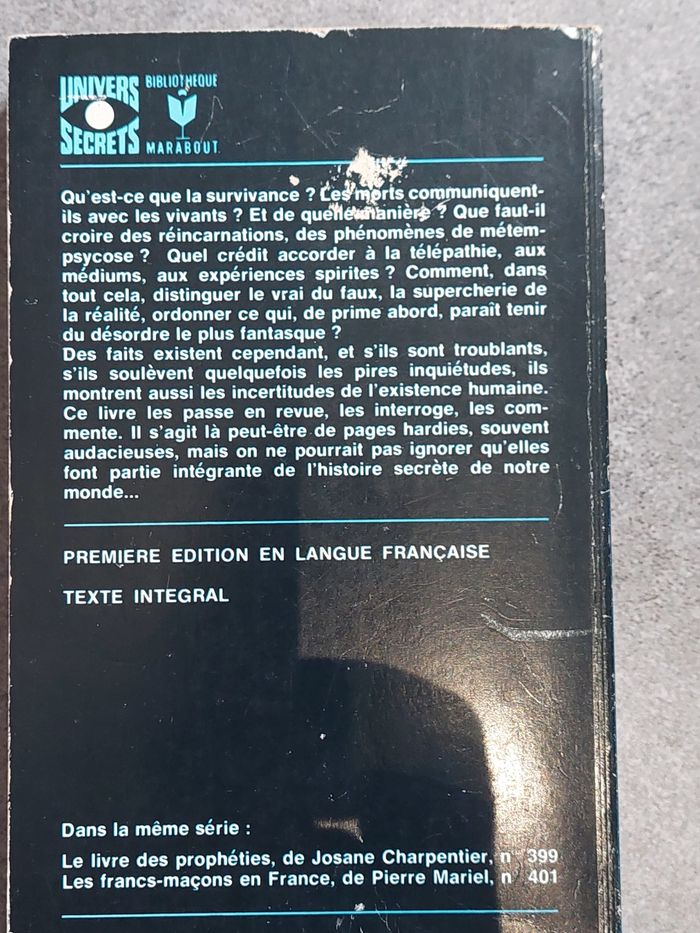 UNIVERS
SECRETS
BIBLIOTHEQUE
MARABOUT
Qu'est-ce que la survivance ? Les morts communiquent-
ils avec les vivants ? Et de quelle manière ? Que faut-il
croire des réincarnations, des phénomènes de métem-
psycose ? Quel crédit accorder à la télépathie, aux
médiums, aux expériences spirites ? Comment, dans
tout cela, distinguer le vrai du faux, la supercherie de
la réalité, ordonner ce qui, de prime abord, paraît tenir
du désordre le plus fantasque ?
Des faits existent cependant, et s'ils sont troublants,
s'ils soulèvent quelquefois les pires inquiétudes, ils
montrent aussi les incertitudes de l'existence humaine.
Ce livre les passe en revue, les interroge, les com-
mente. Il s'agit là peut-être de pages hardies, souvent
audacieuses, mais on ne pourrait pas ignorer qu'elles
font partie intégrante de l'histoire secrète de notre
monde...
PREMIERE EDITION EN LANGUE FRANÇAISE
TEXTE INTEGRAL
Dans la même série :
Le livre des prophéties, de Josane Charpentier, n° 399
Les francs-maçons en France, de Pierre Mariel, n° 401